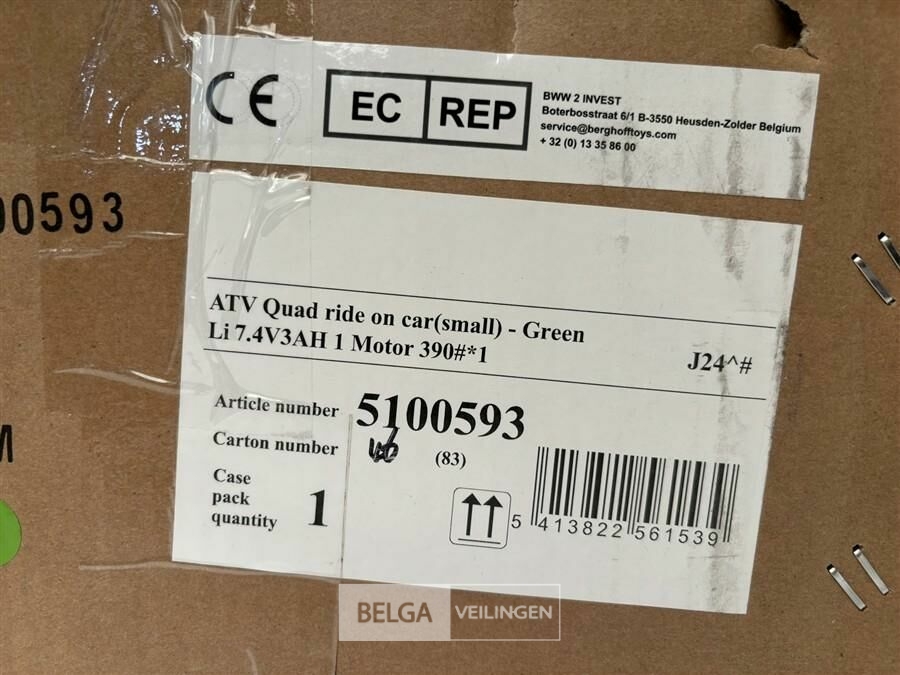 CE
EC REP
BWW 2 INVEST
Boterbosstraat 6/1 B-3550 Heusden-Zolder Belgium
service@berghofftoys.com
+ 32 (0) 13 35 86 00
00593
ATV Quad ride on car(small) - Green
Li 7.4V3AH 1 Motor 390#*1
J24^#
Article number 5100593
Carton number
(83)
M
Case
pack
quantity
1
5 413822 561539
BELGA VEILINGEN